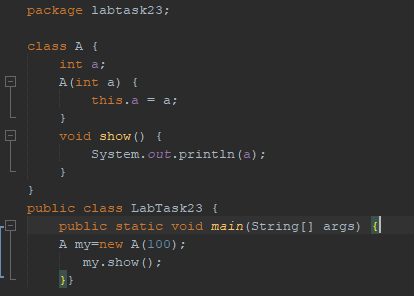 package labtask23;
class A {
int a;
A(int a) {
this.a = a;
}
void show() {
System.out.println(a);
}
}
public class LabTask23 {
public static void main(String[] args) {
A my=new A(100);
my.show();
}}